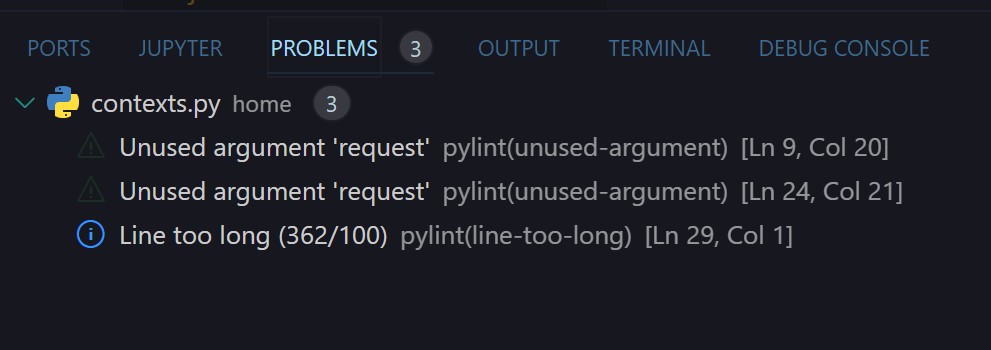 PORTS JUPYTER PROBLEMS 3 OUTPUT TERMINAL DEBUG CONSOLE
contexts.py home 3
Unused argument 'request' pylint(unused-argument) [Ln 9, Col 20]
Unused argument 'request' pylint(unused-argument) [Ln 24, Col 21]
Line too long (362/100) pylint(line-too-long) [Ln 29, Col 1]